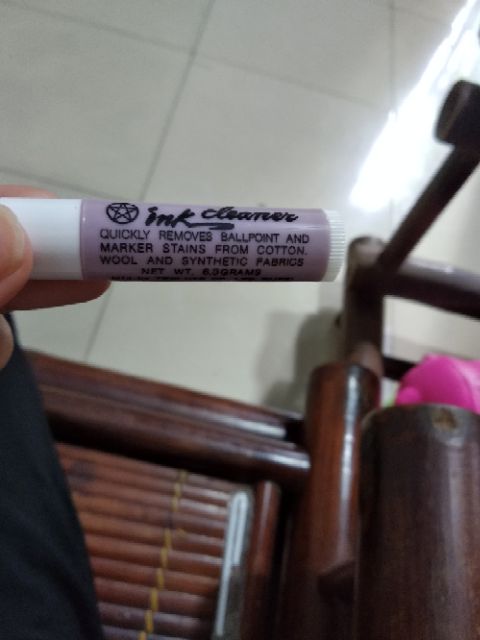 ink cleaner
QUICKLY REMOVES BALLPOINT AND
MARKER STAINS FROM COTTON,
WOOL AND SYNTHETIC FABRICS
NET WT. 6.3GRAMS